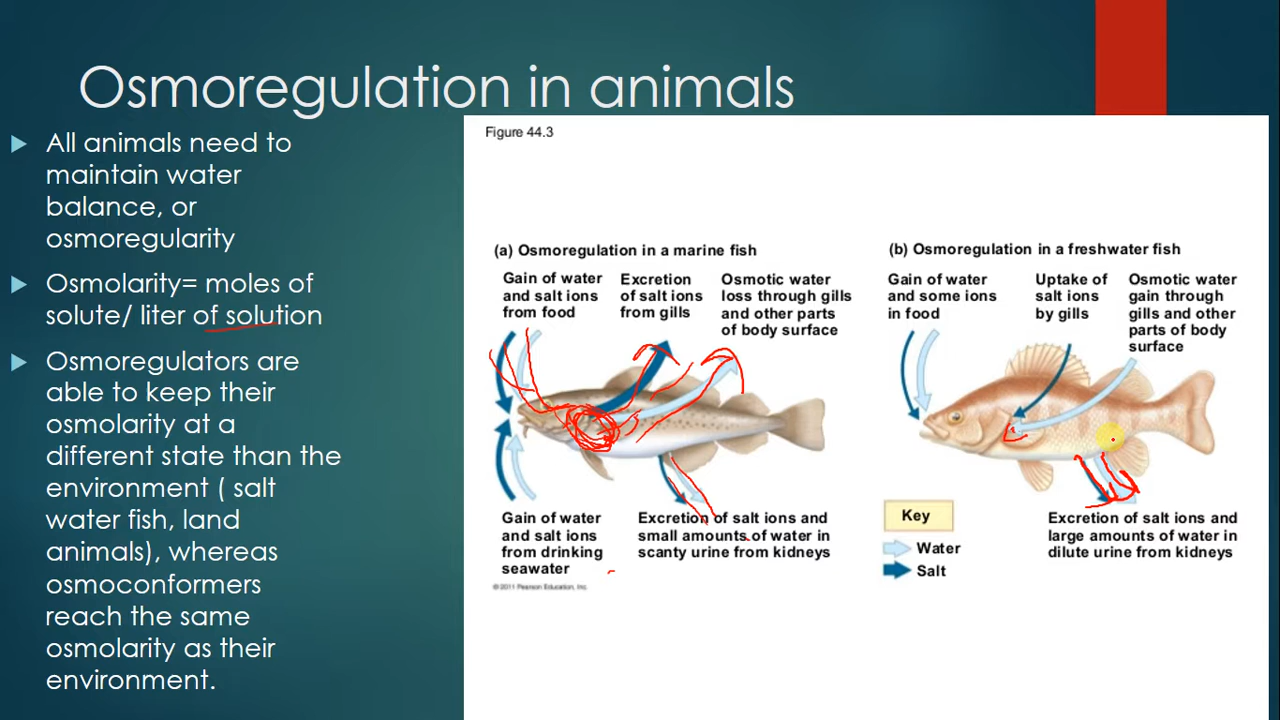 Osmoregulation in animals
All animals need to
maintain water
balance, or
osmoregularity
Osmolarity= moles of
solute/ liter of solution
Osmoregulators are
able to keep their
osmolarity at a
different state than the
environment ( salt
water fish, land
animals), whereas
osmoconformers
reach the same
osmolarity as their
environment.
Figure 44.3
(a) Osmoregulation in a marine fish
Gain of water
and salt ions
from food
Excretion
of salt ions
from gills
Osmotic water
loss through gills
and other parts
of body surface
Gain of water
and salt ions
from drinking
seawater
Excretion of salt ions and
small amounts of water in
scanty urine from kidneys
© 2011 Pearson Education, Inc.
(b) Osmoregulation in a freshwater fish
Gain of water
and some ions
in food
Uptake of
salt ions
by gills
Osmotic water
gain through
gills and other
parts of body
surface
Key
Water
Salt
Excretion of salt ions and
large amounts of water in
dilute urine from kidneys